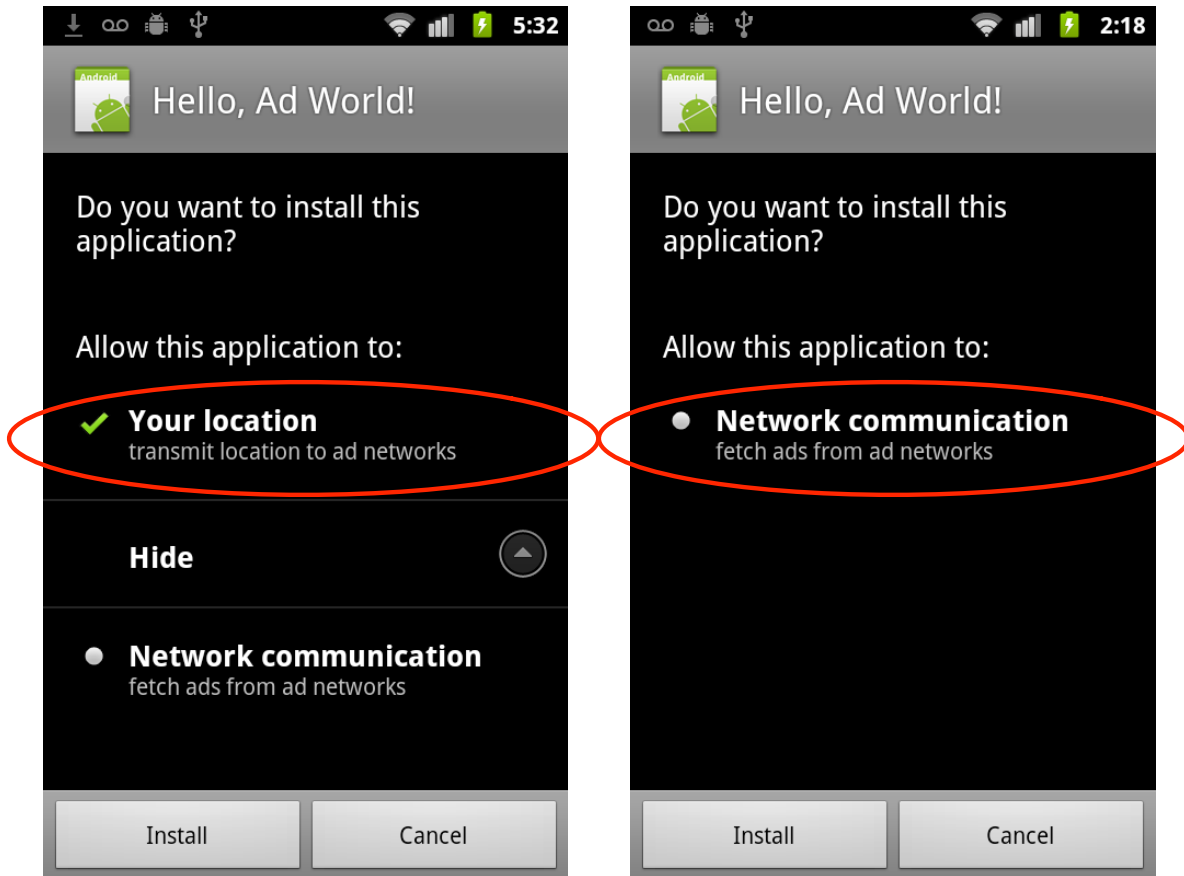 5:32
Android
Hello, Ad World!
Do you want to install this
application?
Allow this application to:
Your location
transmit location to ad networks
Hide
Network communication
fetch ads from ad networks
Install
Cancel
2:18
Android
Hello, Ad World!
Do you want to install this
application?
Allow this application to:
Network communication
fetch ads from ad networks
Install
Cancel